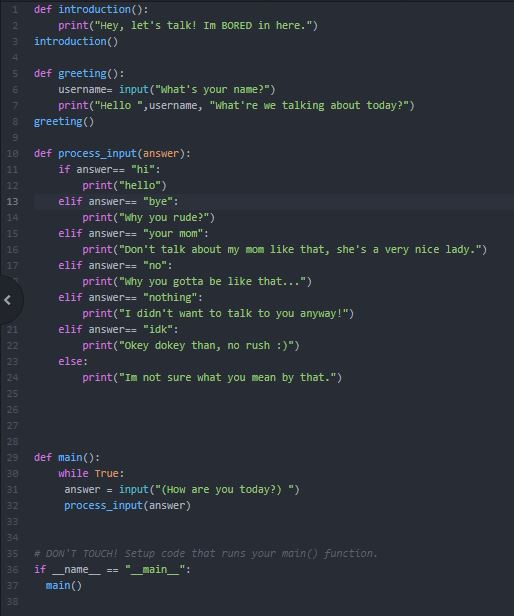 1 def introduction():
2     print("Hey, let's talk! Im BORED in here.")
3 introduction()
4
5 def greeting():
6     username= input("What's your name?")
7     print("Hello ",username, "What're we talking about today?")
8 greeting()
9
10 def process_input(answer):
11     if answer== "hi":
12         print("hello")
13     elif answer== "bye":
14         print("Why you rude?")
15     elif answer== "your mom":
16         print("Don't talk about my mom like that, she's a very nice lady.")
17     elif answer== "no":
        print("Why you gotta be like that...")
    elif answer== "nothing":
        print("I didn't want to talk to you anyway!")
21     elif answer== "idk":
22         print("Okey dokey than, no rush :)")
23     else:
24         print("Im not sure what you mean by that.")
25
26
27
28
29 def main():
30     while True:
31      answer = input("(How are you today?) ")
32      process_input(answer)
33
34
35 # DON'T TOUCH! Setup code that runs your main() function.
36 if __name__ == "__main__":
37   main()
38